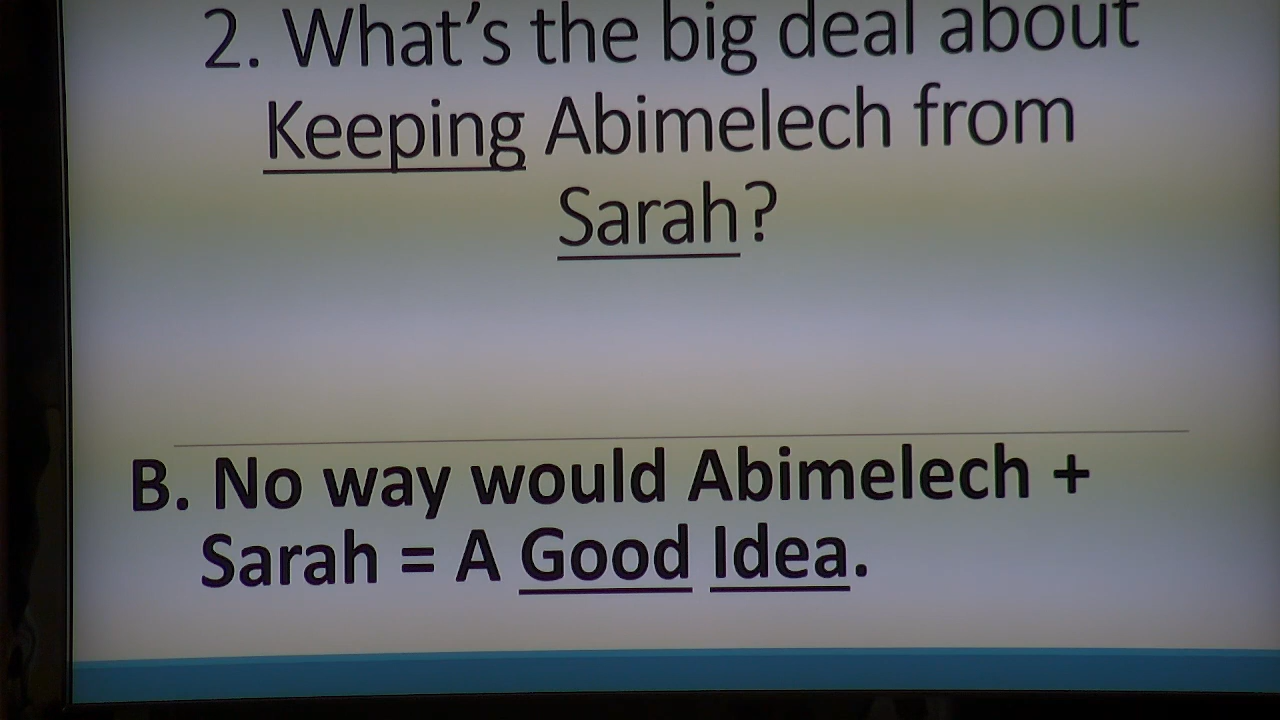 2. What's the big deal about
Keeping Abimelech from
Sarah?
B. No way would Abimelech +
Sarah = A Good Idea.